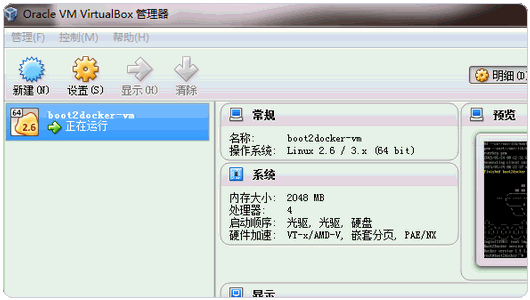 Oracle VM VirtualBox 管理器
管理(F) 控制(M) 帮助(H)
新建(N) 设置(S) 显示(H) 清除
明细(D)
64
2.6
boot2docker-vm
正在运行
常规
名称: boot2docker-vm
操作系统: Linux 2.6 / 3.x (64 bit)
系统
内存大小: 2048 MB
处理器: 4
启动顺序: 光驱, 光驱, 硬盘
硬件加速: VT-x/AMD-V, 嵌套分页, PAE/NX
预览
显示